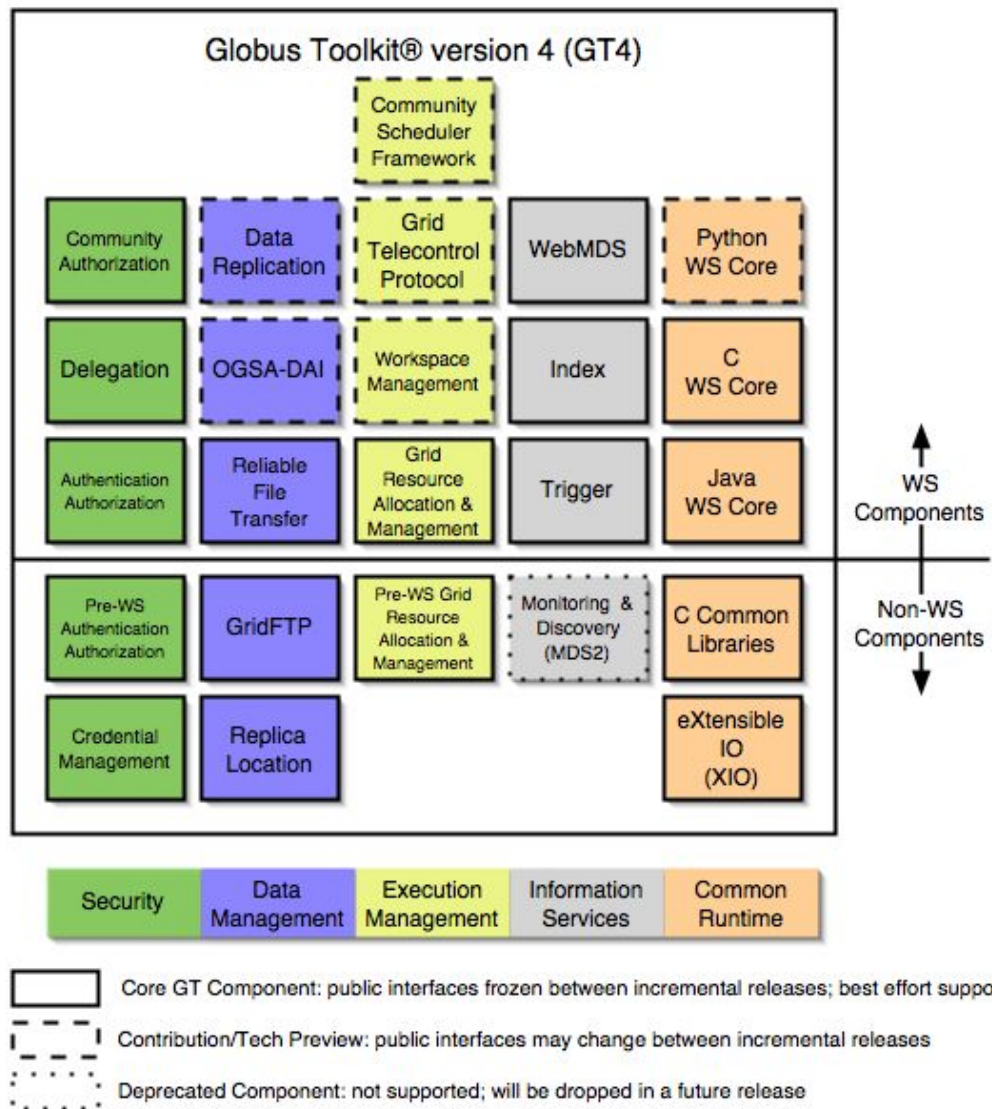 Globus Toolkit® version 4 (GT4)
Community
Scheduler
Framework
Community
Authorization
Data
Replication
Grid
Telecontrol
Protocol
WebMDS
Python
WS Core
Delegation
OGSA-DAI
Workspace
Management
Index
C
WS Core
Authentication
Authorization
Reliable
File
Transfer
Grid
Resource
Allocation &
Management
Trigger
Java
WS Core
WS
Components
Non-WS
Components
Pre-WS
Authentication
Authorization
GridFTP
Pre-WS Grid
Resource
Allocation &
Management
Monitoring &
Discovery
(MDS2)
C Common
Libraries
Credential
Management
Replica
Location
eXtensible
IO
(XIO)
Security
Data
Management
Execution
Management
Information
Services
Common
Runtime
Core GT Component: public interfaces frozen between incremental releases; best effort suppo
Contribution/Tech Preview: public interfaces may change between incremental releases
Deprecated Component: not supported; will be dropped in a future release